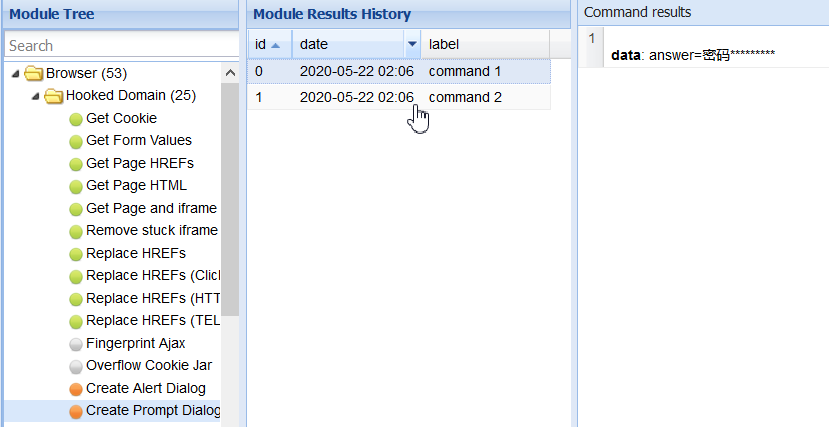 Module Tree
Search
Browser (53)
Hooked Domain (25)
Get Cookie
Get Form Values
Get Page HREFs
Get Page HTML
Get Page and iframe
Remove stuck iframe
Replace HREFs
Replace HREFs (Clic
Replace HREFs (HTT
Replace HREFs (TEL
Fingerprint Ajax
Overflow Cookie Jar
Create Alert Dialog
Create Prompt Dialog
Module Results History
id date label
0 2020-05-22 02:06 command 1
1 2020-05-22 02:06 command 2
Command results
1
data: answer=密码*********